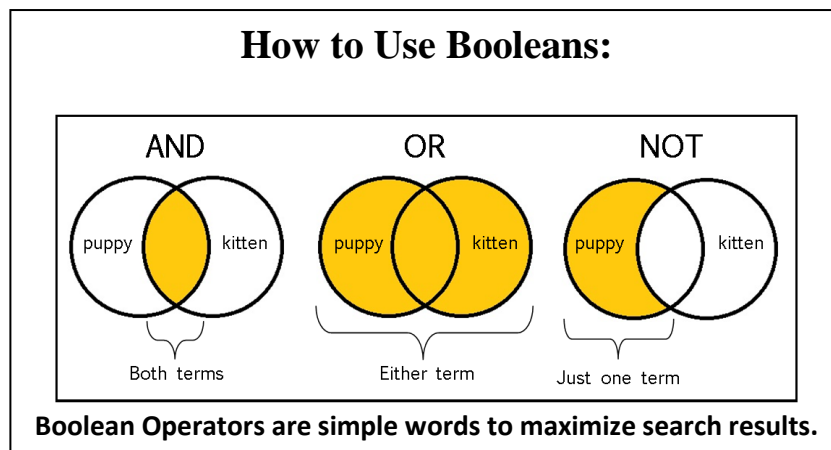 How to Use Booleans:
AND OR NOT
puppy kitten puppy kitten puppy kitten
Both terms Either term Just one term
Boolean Operators are simple words to maximize search results.